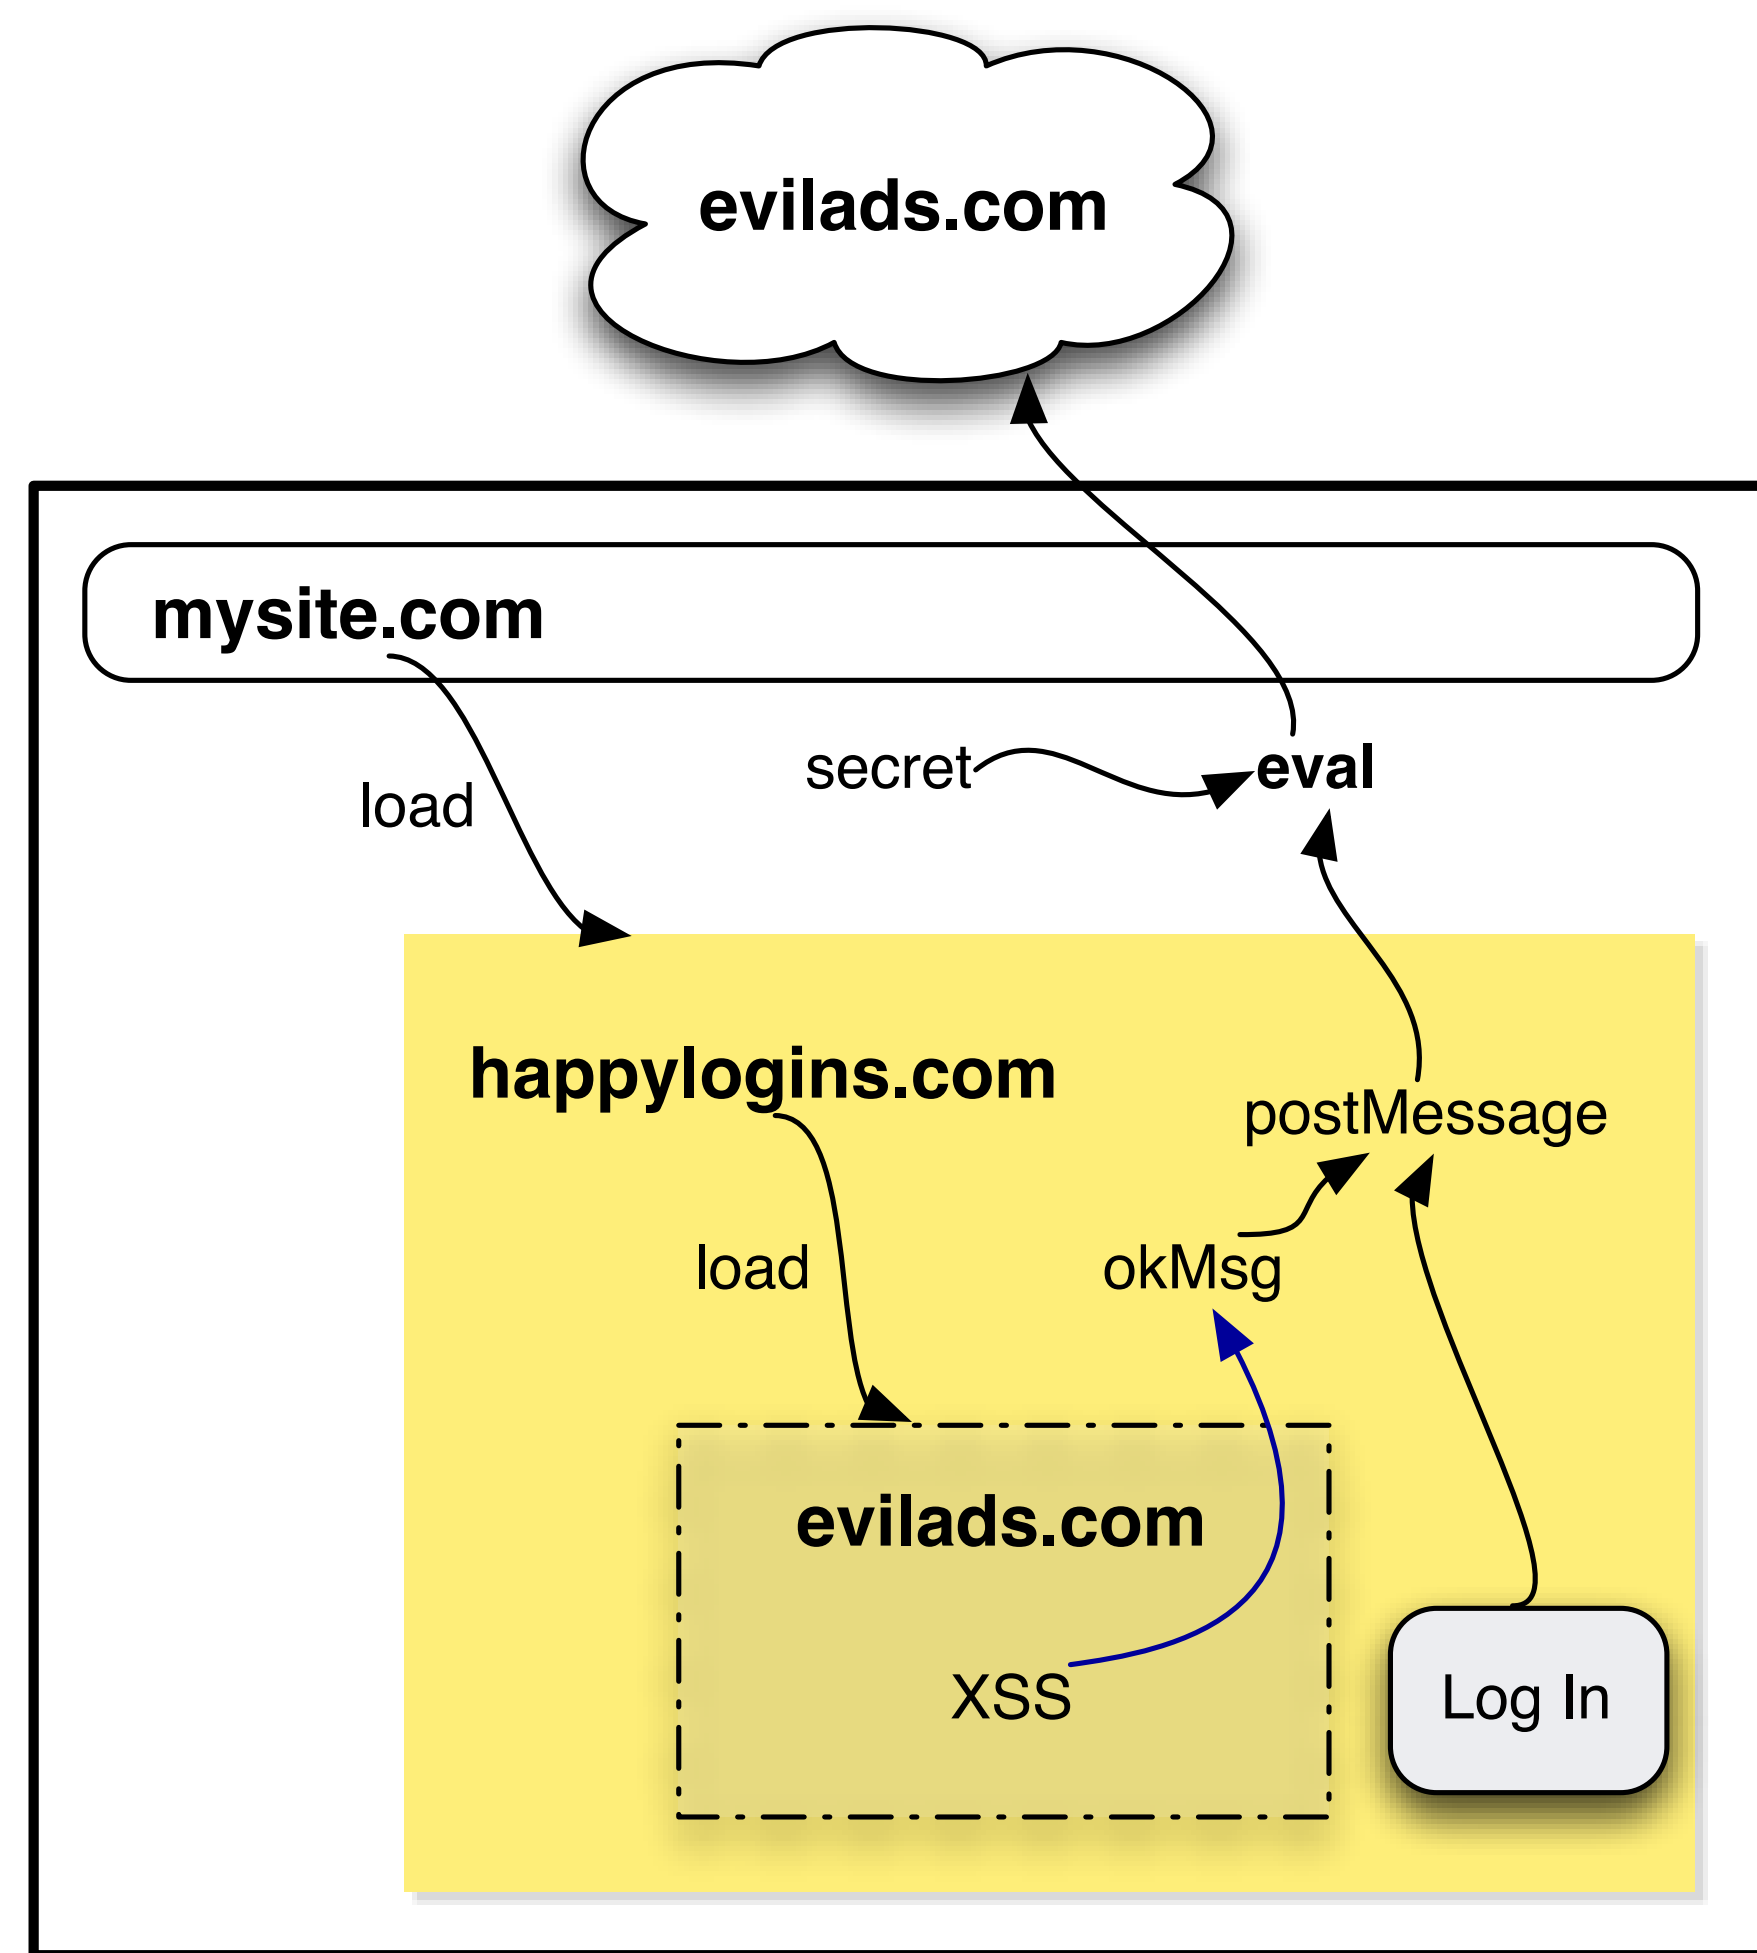 evilads.com
mysite.com
secret
eval
load
happylogins.com
postMessage
load
okMsg
evilads.com
XSS
Log In